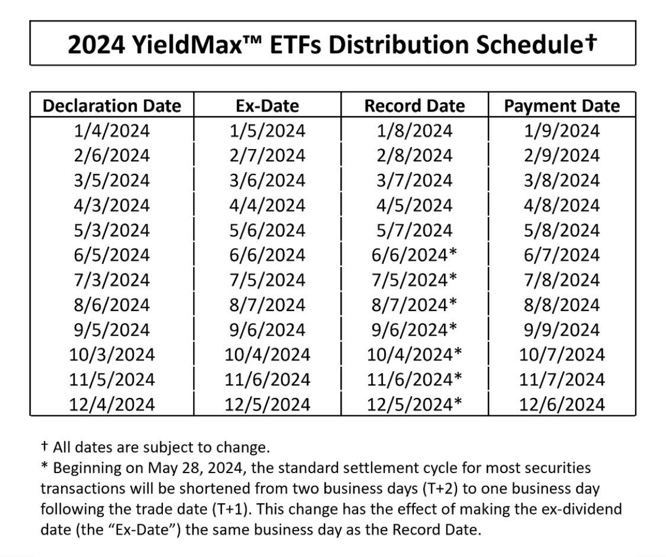 2024 YieldMax™ ETFs Distribution Schedule†
Declaration Date Ex-Date Record Date Payment Date
1/4/2024 1/5/2024 1/8/2024 1/9/2024
2/6/2024 2/7/2024 2/8/2024 2/9/2024
3/5/2024 3/6/2024 3/7/2024 3/8/2024
4/3/2024 4/4/2024 4/5/2024 4/8/2024
5/3/2024 5/6/2024 5/7/2024 5/8/2024
6/5/2024 6/6/2024 6/6/2024* 6/7/2024
7/3/2024 7/5/2024 7/5/2024* 7/8/2024
8/6/2024 8/7/2024 8/7/2024* 8/8/2024
9/5/2024 9/6/2024 9/6/2024* 9/9/2024
10/3/2024 10/4/2024 10/4/2024* 10/7/2024
11/5/2024 11/6/2024 11/6/2024* 11/7/2024
12/4/2024 12/5/2024 12/5/2024* 12/6/2024
† All dates are subject to change.
* Beginning on May 28, 2024, the standard settlement cycle for most securities
transactions will be shortened from two business days (T+2) to one business day
following the trade date (T+1). This change has the effect of making the ex-dividend
date (the “Ex-Date”) the same business day as the Record Date.